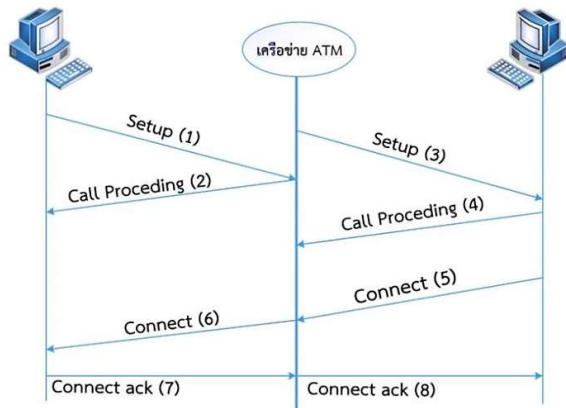 เครือข่าย ATM
Setup (1)
Setup (3)
Call Proceding (2)
Call Proceding (4)
Connect (5)
Connect (6)
Connect ack (7)
Connect ack (8)